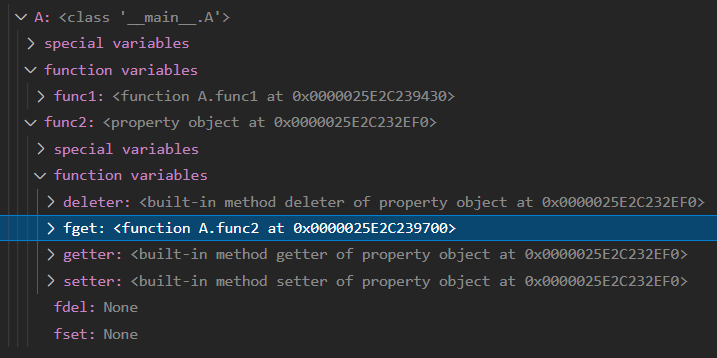 A: <class '__main__.A'>
special variables
function variables
func1: <function A.func1 at 0x0000025E2C239430>
func2: <property object at 0x0000025E2C232EF0>
special variables
function variables
deleter: <built-in method deleter of property object at 0x0000025E2C232EF0>
fget: <function A.func2 at 0x0000025E2C239700>
getter: <built-in method getter of property object at 0x0000025E2C232EF0>
setter: <built-in method setter of property object at 0x0000025E2C232EF0>
fdel: None
fset: None